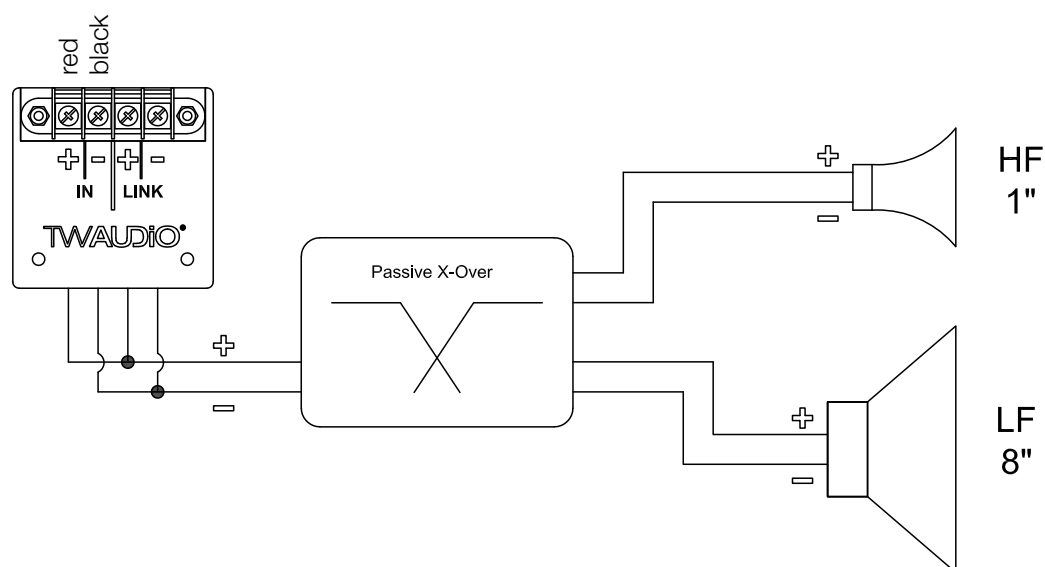 red
black
+ - + -
IN LINK
TWAUDiO
Passive X-Over
+
-
+
-
HF
1"
+
-
LF
8"